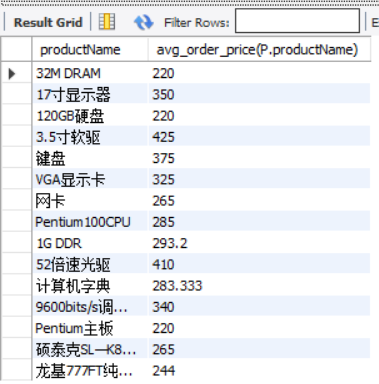 Result Grid Filter Rows: E
productName avg_order_price(P.productName)
32M DRAM 220
17寸显示器 350
120GB硬盘 220
3.5寸软驱 425
键盘 375
VGA显示卡 325
网卡 265
Pentium100CPU 285
1G DDR 293.2
52倍速光驱 410
计算机字典 283.333
9600bits/s调... 340
Pentium主板 220
硕泰克SL—K8... 265
龙基777FT纯... 244